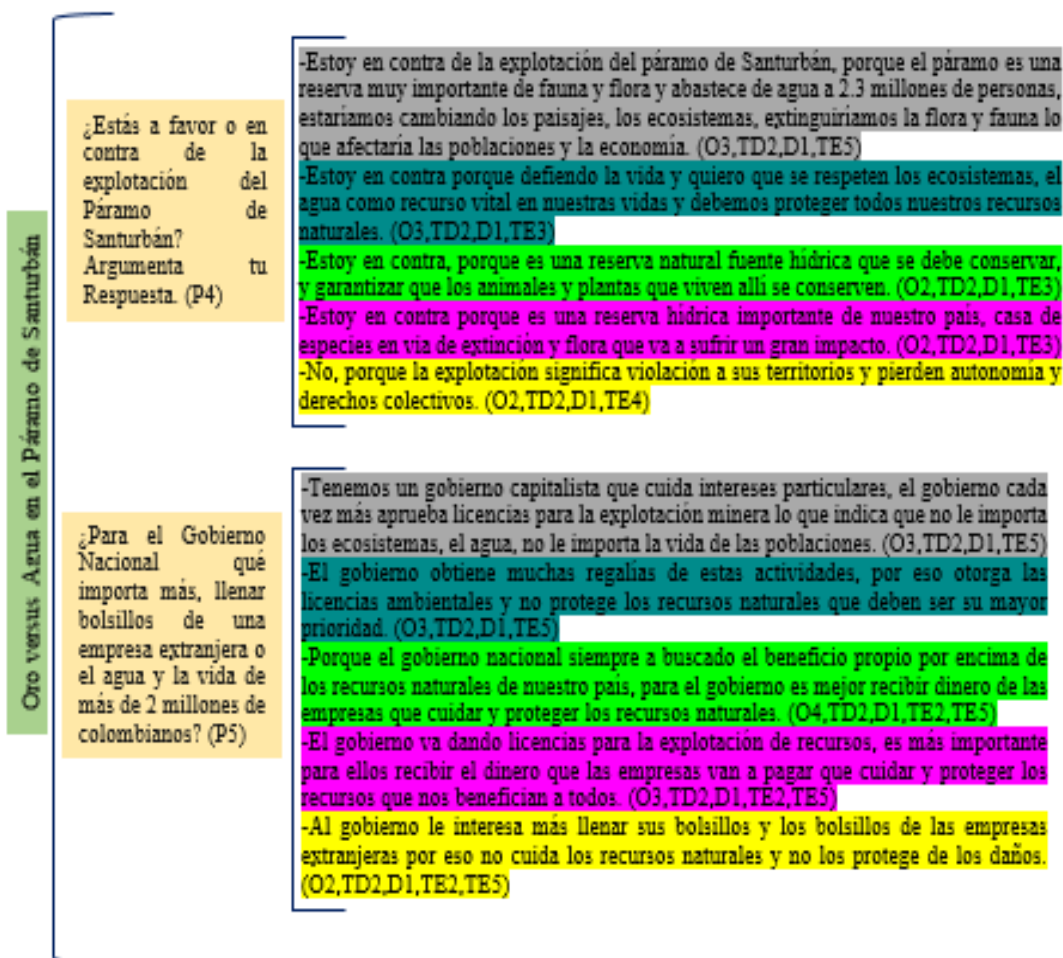 Oro versus Agua en el Páramo de Santurbán
¿Estás a favor o en
contra de la
explotación del
Páramo de
Santurbán?
Argumenta tu
Respuesta. (P4)
-Estoy en contra de la explotación del páramo de Santurbán, porque el páramo es una
reserva muy importante de fauna y flora y abastece de agua a 2.3 millones de personas,
estaríamos cambiando los paisajes, los ecosistemas, extinguiríamos la flora y fauna lo
que afectaría las poblaciones y la economía. (O3,TD2,D1,TE5)
-Estoy en contra porque defiendo la vida y quiero que se respeten los ecosistemas, el
agua como recurso vital en nuestras vidas y debemos proteger todos nuestros recursos
naturales. (O3,TD2,D1,TE3)
-Estoy en contra, porque es una reserva natural fuente hídrica que se debe conservar,
y garantizar que los animales y plantas que viven allí se conserven. (O2,TD2,D1,TE3)
-Estoy en contra porque es una reserva hídrica importante de nuestro país, casa de
especies en via de extinción y flora que va a sufrir un gran impacto. (O2,TD2,D1,TE3)
-No, porque la explotación significa violación a sus territorios y pierden autonomía y
derechos colectivos. (O2,TD2,D1,TE4)
¿Para el Gobierno
Nacional qué
importa más, llenar
bolsillos de una
empresa extranjera o
el agua y la vida de
más de 2 millones de
colombianos? (P5)
-Tenemos un gobierno capitalista que cuida intereses particulares, el gobierno cada
vez más aprueba licencias para la explotación minera lo que indica que no le importa
los ecosistemas, el agua, no le importa la vida de las poblaciones. (O3,TD2,D1,TE5)
-El gobierno obtiene muchas regalías de estas actividades, por eso otorga las
licencias ambientales y no protege los recursos naturales que deben ser su mayor
prioridad. (O3,TD2,D1,TE5)
-Porque el gobierno nacional siempre a buscado el beneficio propio por encima de
los recursos naturales de nuestro país, para el gobierno es mejor recibir dinero de las
empresas que cuidar y proteger los recursos naturales. (O4,TD2,D1,TE2,TE5)
-El gobierno va dando licencias para la explotación de recursos, es más importante
para ellos recibir el dinero que las empresas van a pagar que cuidar y proteger los
recursos que nos benefician a todos. (O3,TD2,D1,TE2,TE5)
-Al gobierno le interesa más llenar sus bolsillos y los bolsillos de las empresas
extranjeras por eso no cuida los recursos naturales y no los protege de los daños.
(O2,TD2,D1,TE2,TE5)